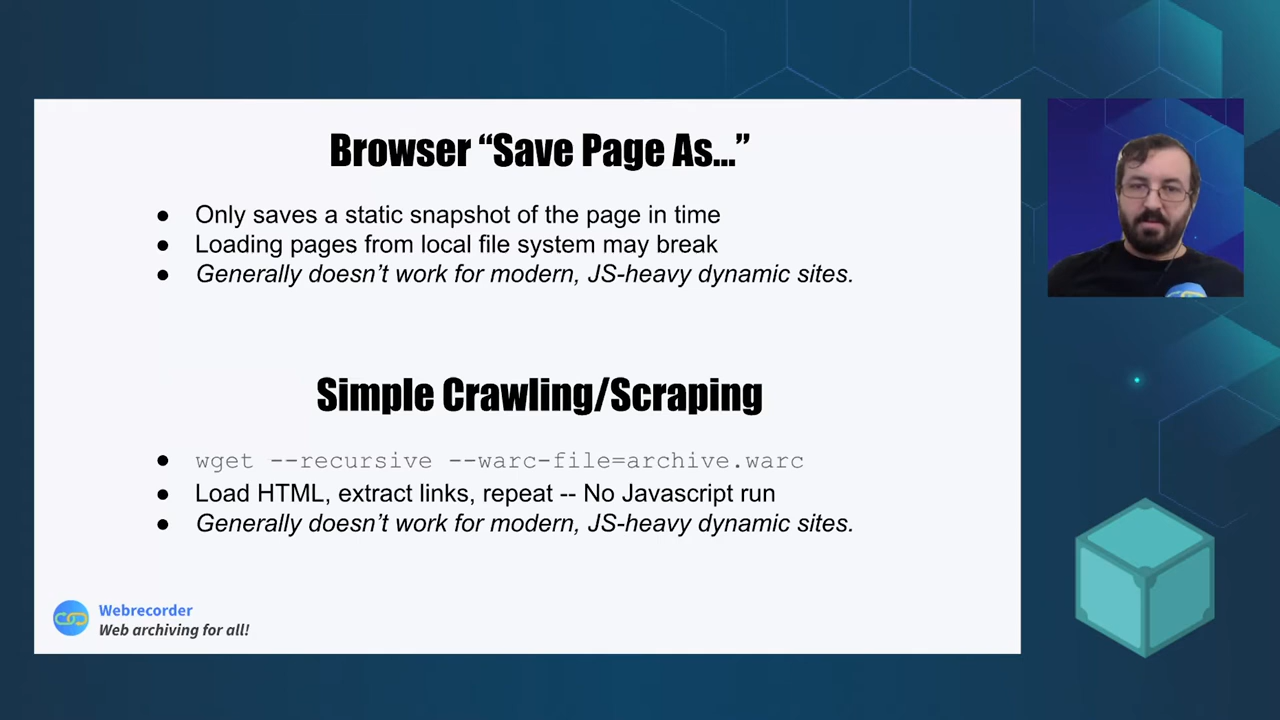 Browser “Save Page As...”
● Only saves a static snapshot of the page in time
● Loading pages from local file system may break
● Generally doesn’t work for modern, JS-heavy dynamic sites.
Simple Crawling/Scraping
● wget --recursive --warc-file=archive.warc
● Load HTML, extract links, repeat -- No Javascript run
● Generally doesn’t work for modern, JS-heavy dynamic sites.
Webrecorder
Web archiving for all!